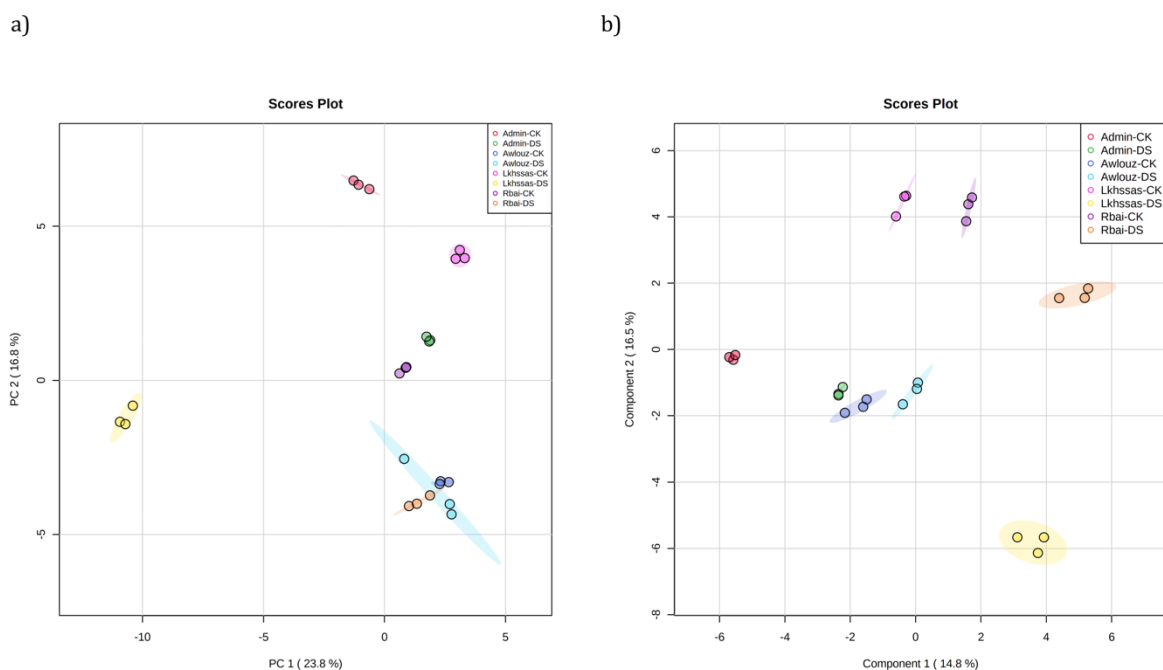 a)
b)
Scores Plot
Admin-CK
Admin-DS
Awlouz-CK
Awlouz-DS
Lkhssas-CK
Lkhssas-DS
Rbai-CK
Rbai-DS
5
0
-5
PC 2 ( 16.8 %)
-10
-5
0
5
PC 1 ( 23.8 %)
Scores Plot
Admin-CK
Admin-DS
Awlouz-CK
Awlouz-DS
Lkhssas-CK
Lkhssas-DS
Rbai-CK
Rbai-DS
6
4
2
0
-2
-4
-6
-8
Component 2 ( 16.5 %)
-6
-4
-2
0
2
4
6
Component 1 ( 14.8 %)